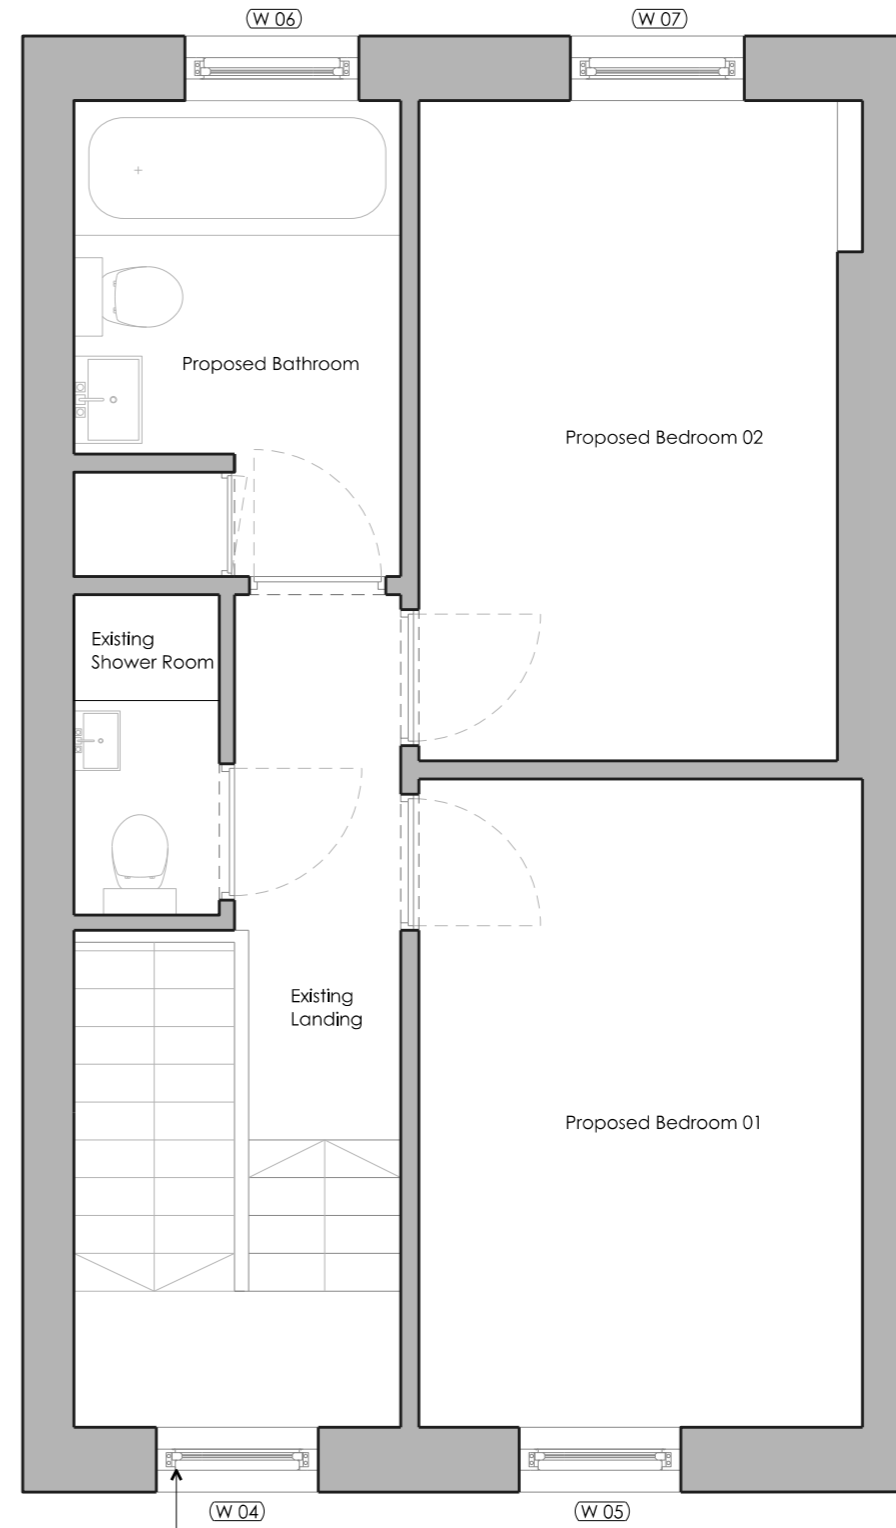 W 06
W 07
Proposed Bathroom
Proposed Bedroom 02
Existing
Shower Room
Existing
Landing
Proposed Bedroom 01
W 04
W 05